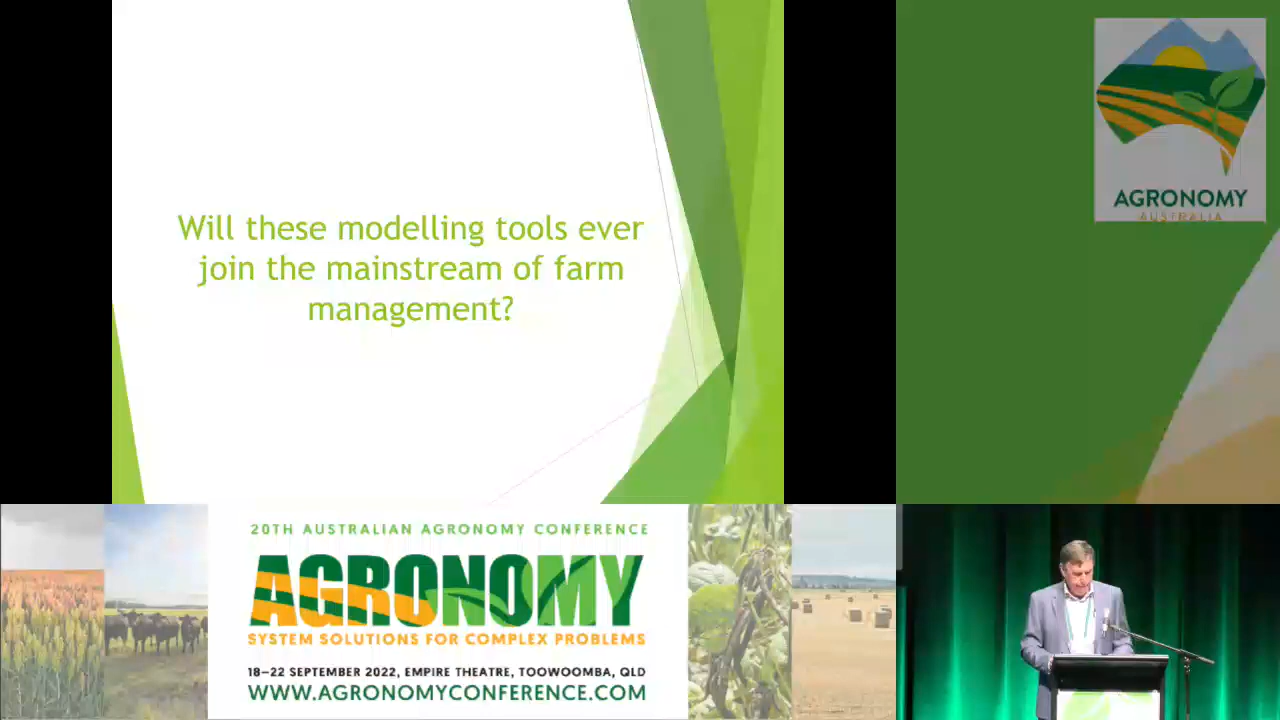 Will these modelling tools ever
join the mainstream of farm
management?
AGRONOMY
AUSTRALIA
20TH AUSTRALIAN AGRONOMY CONFERENCE
AGRONOMY
SYSTEM SOLUTIONS FOR COMPLEX PROBLEMS
18–22 SEPTEMBER 2022, EMPIRE THEATRE, TOOWOOMBA, QLD
WWW.AGRONOMYCONFERENCE.COM